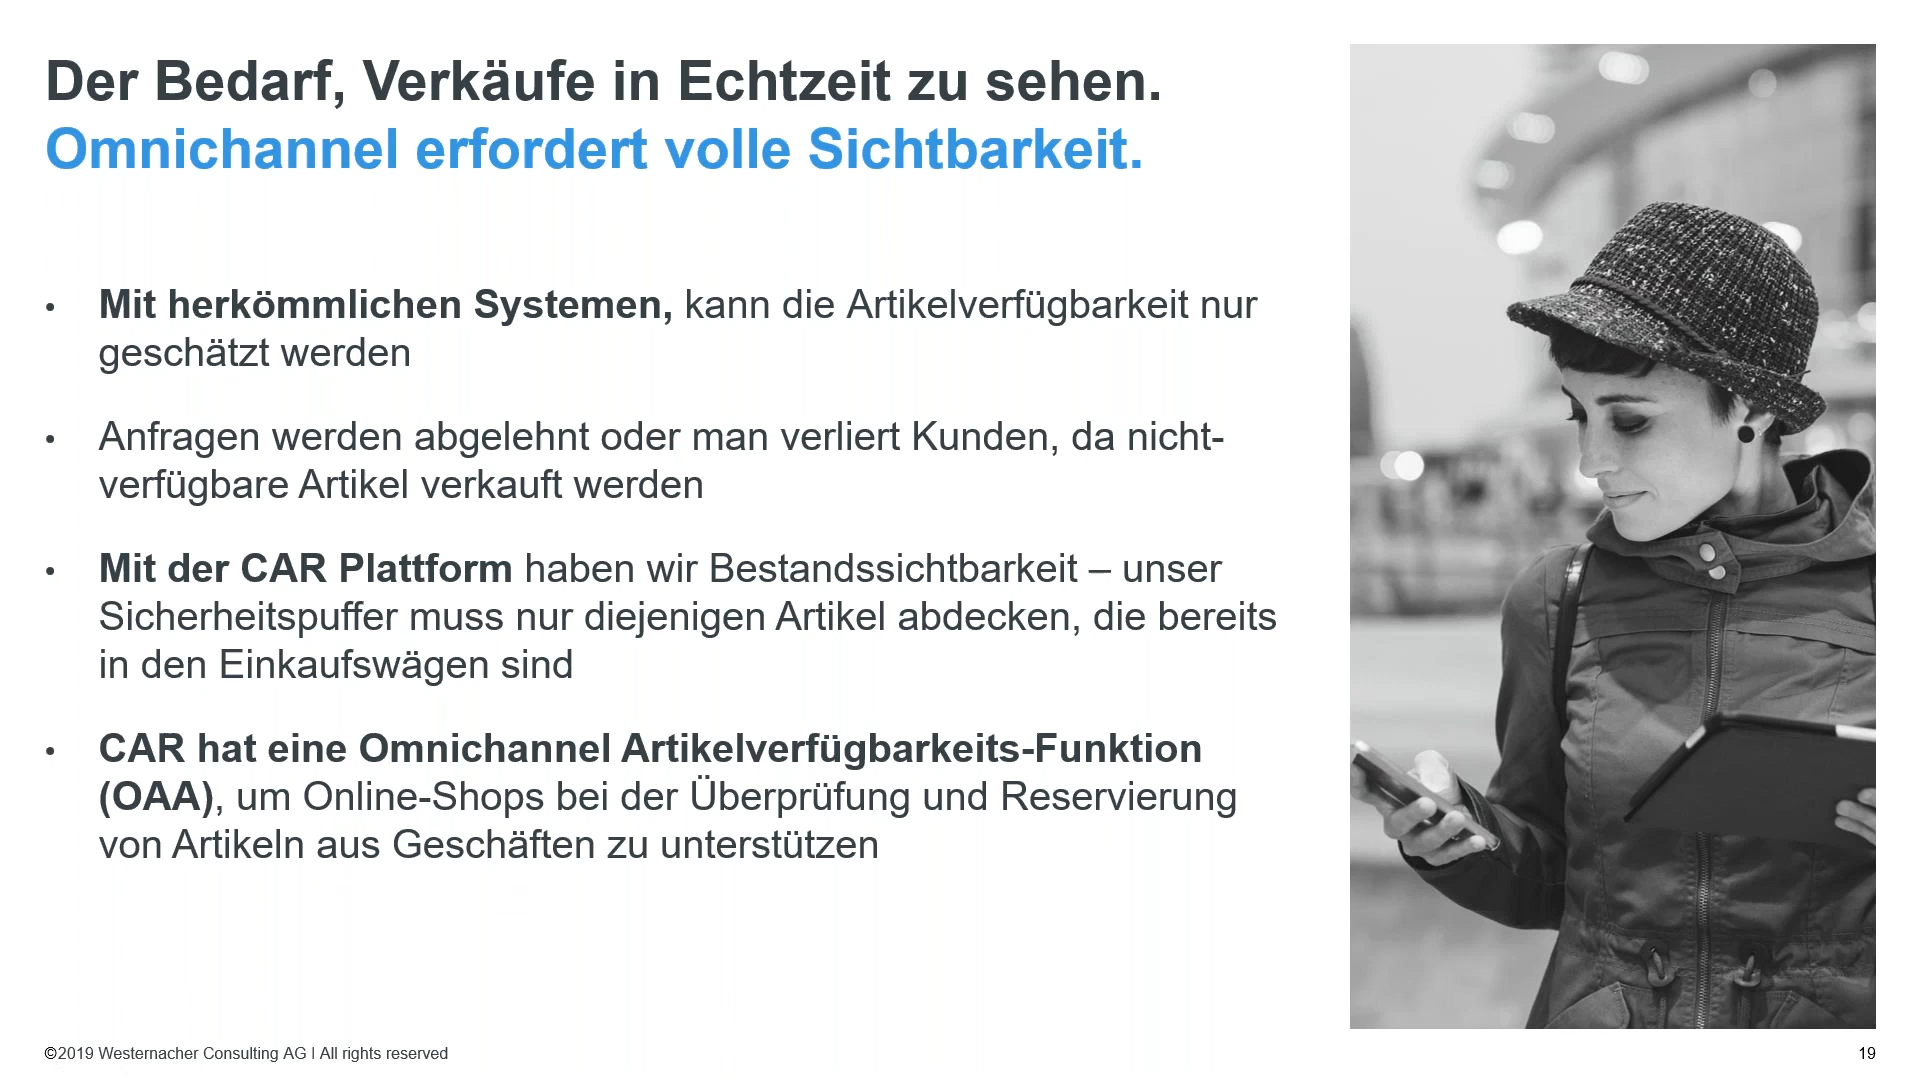 Der Bedarf, Verkäufe in Echtzeit zu sehen.
Omnichannel erfordert volle Sichtbarkeit.
• Mit herkömmlichen Systemen, kann die Artikelverfügbarkeit nur
geschätzt werden
• Anfragen werden abgelehnt oder man verliert Kunden, da nicht-
verfügbare Artikel verkauft werden
• Mit der CAR Plattform haben wir Bestandssichtbarkeit – unser
Sicherheitspuffer muss nur diejenigen Artikel abdecken, die bereits
in den Einkaufswägen sind
• CAR hat eine Omnichannel Artikelverfügbarkeits-Funktion
(OAA), um Online-Shops bei der Überprüfung und Reservierung
von Artikeln aus Geschäften zu unterstützen
©2019 Westernacher Consulting AG I All rights reserved
19